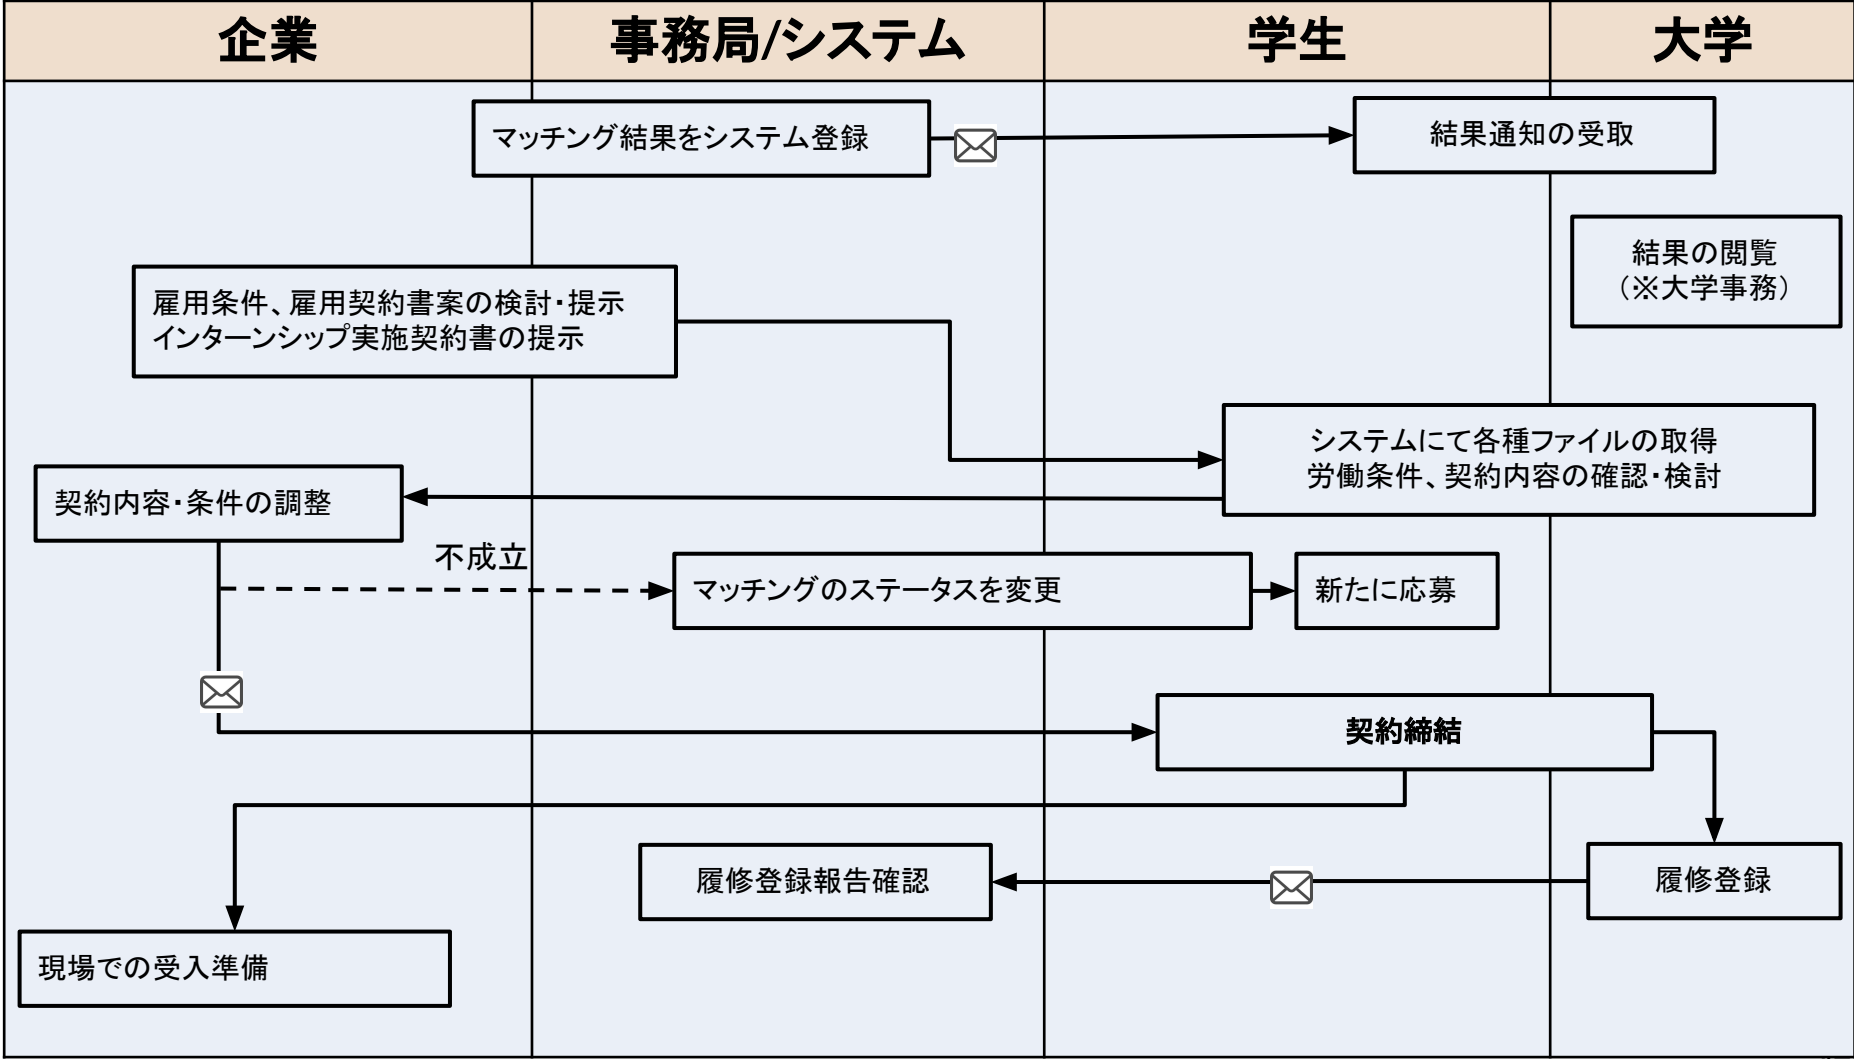 企業
事務局/システム
学生
大学
マッチング結果をシステム登録
結果通知の受取
結果の閲覧
(※大学事務)
雇用条件、雇用契約書案の検討・提示
インターンシップ実施契約書の提示
システムにて各種ファイルの取得
労働条件、契約内容の確認・検討
契約内容・条件の調整
不成立
マッチングのステータスを変更
新たに応募
契約締結
履修登録報告確認
履修登録
現場での受入準備